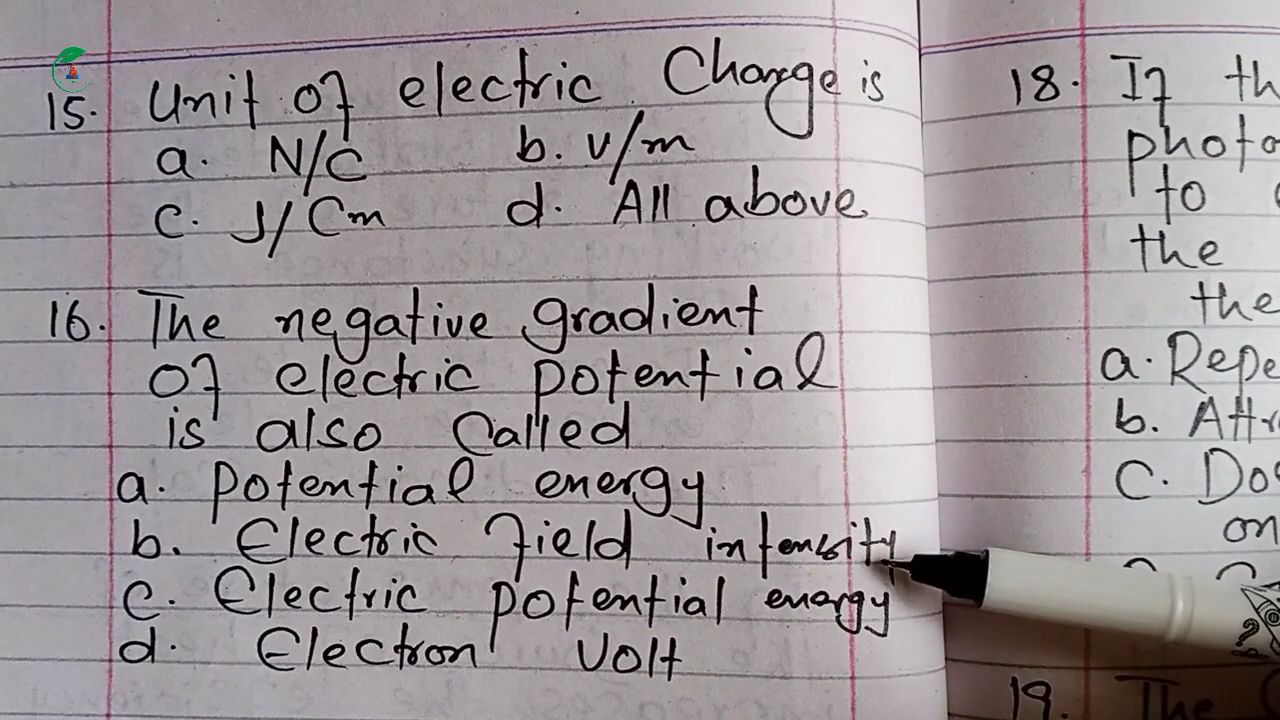 15. Unit of electric Charge is
a. N/C b. V/m
c. J/Cm d. All above
16. The negative gradient
of electric potential
is also Called
a. potential energy
b. Electric field intensity
c. Electric potential energy
d. Electron Volt
18. If th
photo
to
the
the
a. Repe
b. Attr
c. Do
on
19. The